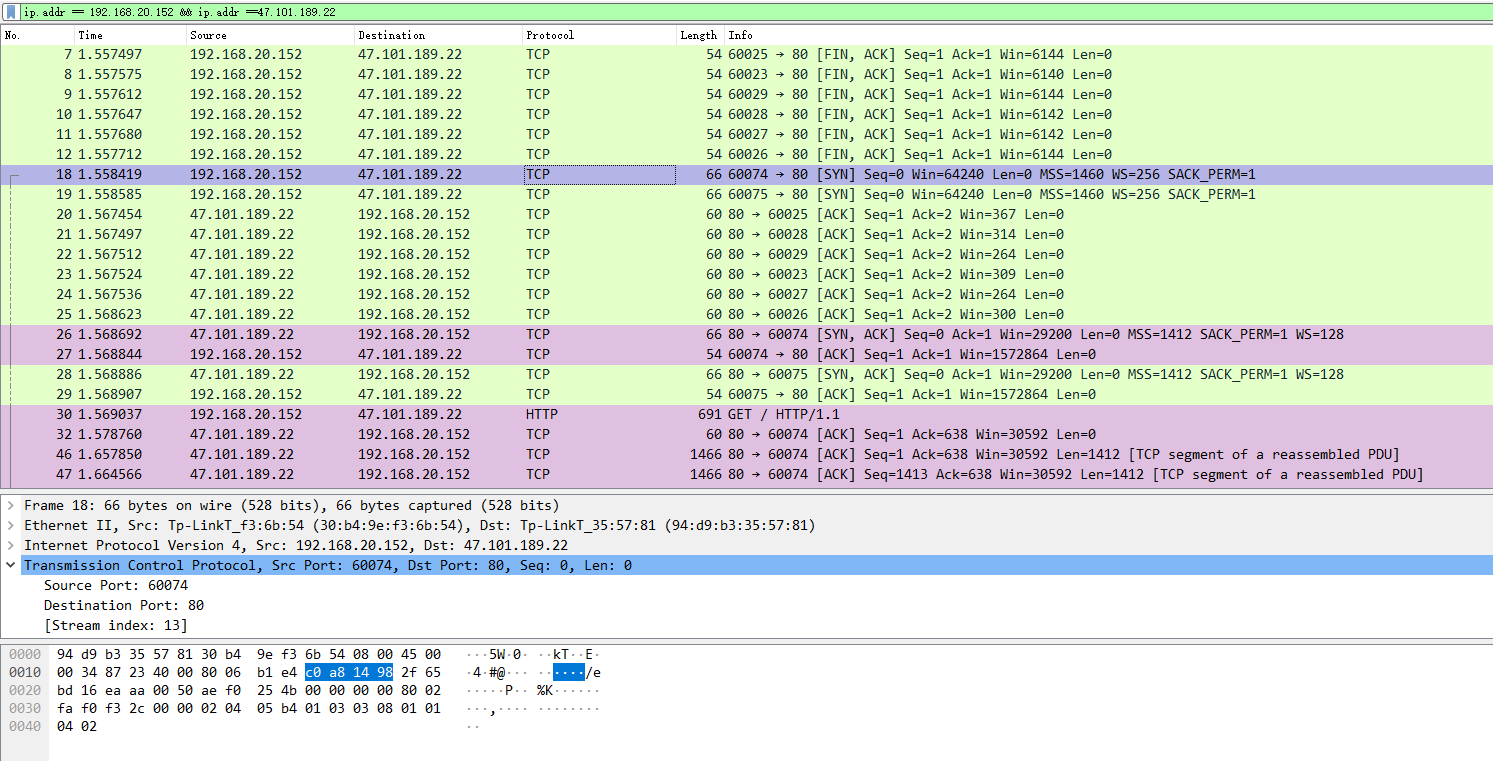 ip.addr == 192.168.20.152 && ip.addr ==47.101.189.22
No. Time Source Destination Protocol Length Info
7 1.557497 192.168.20.152 47.101.189.22 TCP 54 60025 → 80 [FIN, ACK] Seq=1 Ack=1 Win=6144 Len=0
8 1.557575 192.168.20.152 47.101.189.22 TCP 54 60023 → 80 [FIN, ACK] Seq=1 Ack=1 Win=6140 Len=0
9 1.557612 192.168.20.152 47.101.189.22 TCP 54 60029 → 80 [FIN, ACK] Seq=1 Ack=1 Win=6144 Len=0
10 1.557647 192.168.20.152 47.101.189.22 TCP 54 60028 → 80 [FIN, ACK] Seq=1 Ack=1 Win=6142 Len=0
11 1.557680 192.168.20.152 47.101.189.22 TCP 54 60027 → 80 [FIN, ACK] Seq=1 Ack=1 Win=6142 Len=0
12 1.557712 192.168.20.152 47.101.189.22 TCP 54 60026 → 80 [FIN, ACK] Seq=1 Ack=1 Win=6144 Len=0
18 1.558419 192.168.20.152 47.101.189.22 TCP 66 60074 → 80 [SYN] Seq=0 Win=64240 Len=0 MSS=1460 WS=256 SACK_PERM=1
19 1.558585 192.168.20.152 47.101.189.22 TCP 66 60075 → 80 [SYN] Seq=0 Win=64240 Len=0 MSS=1460 WS=256 SACK_PERM=1
20 1.567454 47.101.189.22 192.168.20.152 TCP 60 80 → 60025 [ACK] Seq=1 Ack=2 Win=367 Len=0
21 1.567497 47.101.189.22 192.168.20.152 TCP 60 80 → 60028 [ACK] Seq=1 Ack=2 Win=314 Len=0
22 1.567512 47.101.189.22 192.168.20.152 TCP 60 80 → 60029 [ACK] Seq=1 Ack=2 Win=264 Len=0
23 1.567524 47.101.189.22 192.168.20.152 TCP 60 80 → 60023 [ACK] Seq=1 Ack=2 Win=309 Len=0
24 1.567536 47.101.189.22 192.168.20.152 TCP 60 80 → 60027 [ACK] Seq=1 Ack=2 Win=264 Len=0
25 1.568623 47.101.189.22 192.168.20.152 TCP 60 80 → 60026 [ACK] Seq=1 Ack=2 Win=300 Len=0
26 1.568692 47.101.189.22 192.168.20.152 TCP 66 80 → 60074 [SYN, ACK] Seq=0 Ack=1 Win=29200 Len=0 MSS=1412 SACK_PERM=1 WS=128
27 1.568844 192.168.20.152 47.101.189.22 TCP 54 60074 → 80 [ACK] Seq=1 Ack=1 Win=1572864 Len=0
28 1.568886 47.101.189.22 192.168.20.152 TCP 66 80 → 60075 [SYN, ACK] Seq=0 Ack=1 Win=29200 Len=0 MSS=1412 SACK_PERM=1 WS=128
29 1.568907 192.168.20.152 47.101.189.22 TCP 54 60075 → 80 [ACK] Seq=1 Ack=1 Win=1572864 Len=0
30 1.569037 192.168.20.152 47.101.189.22 HTTP 691 GET / HTTP/1.1
32 1.578760 47.101.189.22 192.168.20.152 TCP 60 80 → 60074 [ACK] Seq=1 Ack=638 Win=30592 Len=0
46 1.657850 47.101.189.22 192.168.20.152 TCP 1466 80 → 60074 [ACK] Seq=1 Ack=638 Win=30592 Len=1412 [TCP segment of a reassembled PDU]
47 1.664566 47.101.189.22 192.168.20.152 TCP 1466 80 → 60074 [ACK] Seq=1413 Ack=638 Win=30592 Len=1412 [TCP segment of a reassembled PDU]
Frame 18: 66 bytes on wire (528 bits), 66 bytes captured (528 bits)
Ethernet II, Src: Tp-LinkT_f3:6b:54 (30:b4:9e:f3:6b:54), Dst: Tp-LinkT_35:57:81 (94:d9:b3:35:57:81)
Internet Protocol Version 4, Src: 192.168.20.152, Dst: 47.101.189.22
Transmission Control Protocol, Src Port: 60074, Dst Port: 80, Seq: 0, Len: 0
Source Port: 60074
Destination Port: 80
[Stream index: 13]
0000 94 d9 b3 35 57 81 30 b4 9e f3 6b 54 08 00 45 00 ···5W·0· ··kT··E·
0010 00 34 87 23 40 00 80 06 b1 e4 c0 a8 14 98 2f 65 ·4·#@··· ······/e
0020 bd 16 ea aa 00 50 ae f0 25 4b 00 00 00 00 80 02 ·····P·· %K······
0030 fa f0 f3 2c 00 00 02 04 05 b4 01 03 03 08 01 01 ···,···· ········
0040 04 02 ··